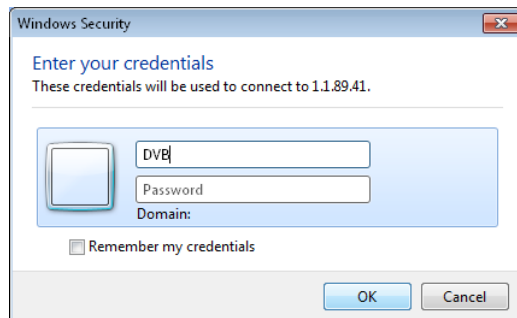 Windows Security
Enter your credentials
These credentials will be used to connect to 1.1.89.41.
DVB
Password
Domain:
Remember my credentials
OK Cancel